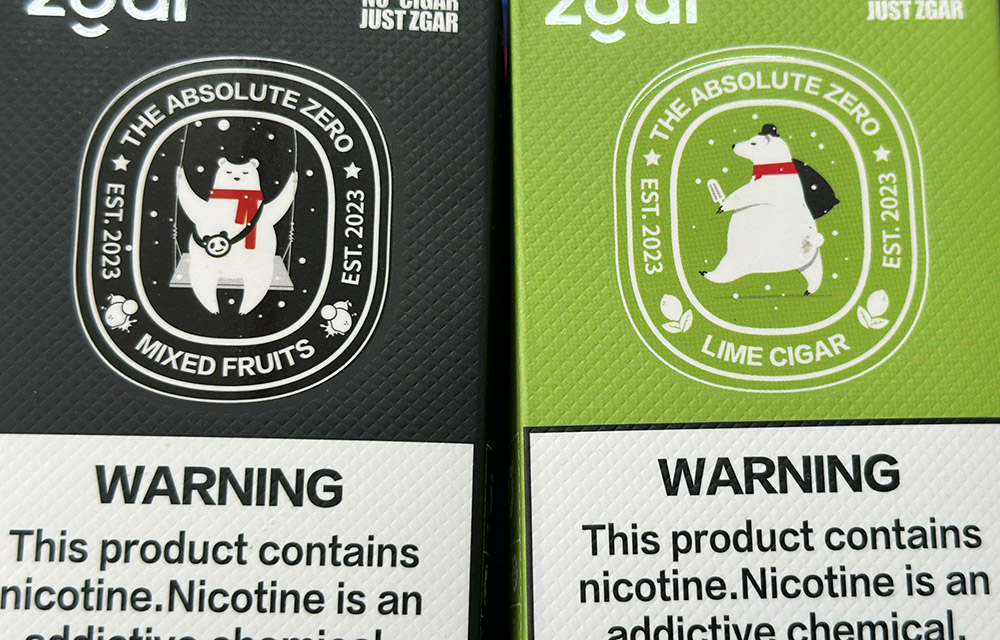 zgar
NO CIGAR
JUST ZGAR
THE ABSOLUTE ZERO
EST. 2023
EST. 2023
MIXED FRUITS
WARNING
This product contains
nicotine.Nicotine is an
addictive chemical.
zgar
JUST ZGAR
THE ABSOLUTE ZERO
EST. 2023
EST. 2023
LIME CIGAR
WARNING
This product contains
nicotine.Nicotine is an
addictive chemical